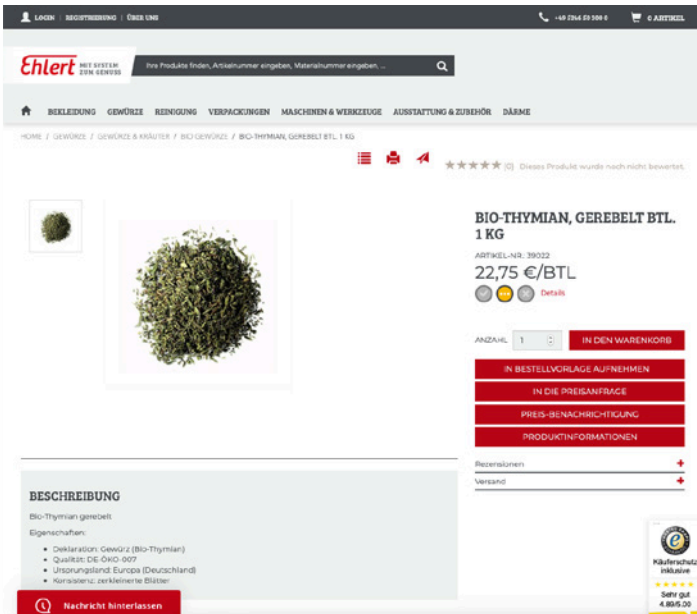 LOGIN | REGISTRIERUNG | ÜBER UNS
0 ARTIKEL
Ehlert MIT SYSTEM
ZUM GENUSS
Ihre Produkte finden, Artikelnummer eingeben, Materialnummer eingeben, ...
BEKLEIDUNG GEWÜRZE REINIGUNG VERPACKUNGEN MASCHINEN & WERKZEUGE AUSSTATTUNG & ZUBEHÖR DÄRME
HOME / GEWÜRZE / GEWÜRZE & KRÄUTER / BIO GEWÜRZE / BIO-THYMIAN, GEREBELT BTL. 1 KG
(0) Dieses Produkt wurde noch nicht bewertet.
BIO-THYMIAN, GEREBELT BTL.
1 KG
ARTIKEL-NR.: 39022
22,75 €/BTL
Details
ANZAHL 1 IN DEN WARENKORB
IN BESTELLVORLAGE AUFNEHMEN
IN DIE PREISANFRAGE
PREIS-BENACHRICHTIGUNG
PRODUKTINFORMATIONEN
Rezensionen +
Versand +
BESCHREIBUNG
Bio-Thymian gerebelt
Eigenschaften:
• Deklaration: Gewürz (Bio-Thymian)
• Qualität: DE-ÖKO-007
• Ursprungsland: Europa (Deutschland)
• Konsistenz: zerkleinerte Blätter
Nachricht hinterlassen
Käuferschutz
inklusive
Sehr gut
4.89/5.00